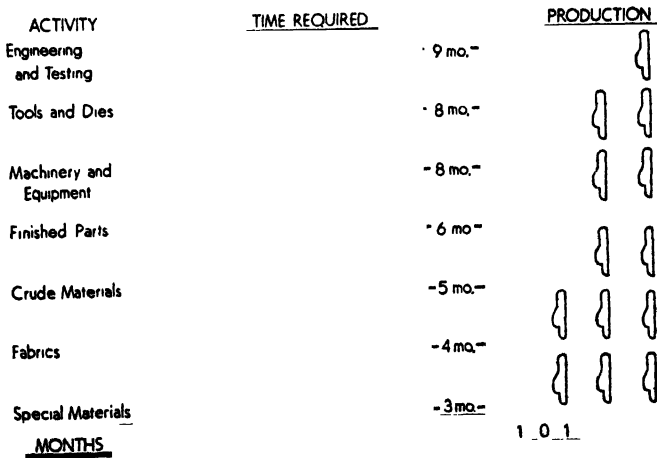 ACTIVITY TIME REQUIRED PRODUCTION
Engineering - 9 mo.-
and Testing
Tools and Dies - 8 mo.-
Machinery and - 8 mo.-
Equipment
Finished Parts - 6 mo-
Crude Materials -5 mo.-
Fabrics -4 mo.-
Special Materials -3 mo.-
MONTHS 1 0 1